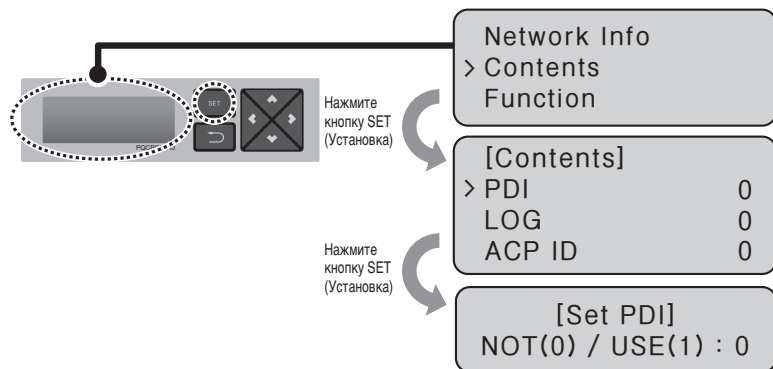 Network Info
> Contents
Function
SET
Нажмите
кнопку SET
(Установка)
[Contents]
> PDI 0
LOG 0
ACP ID 0
Нажмите
кнопку SET
(Установка)
[Set PDI]
NOT(0) / USE(1) : 0